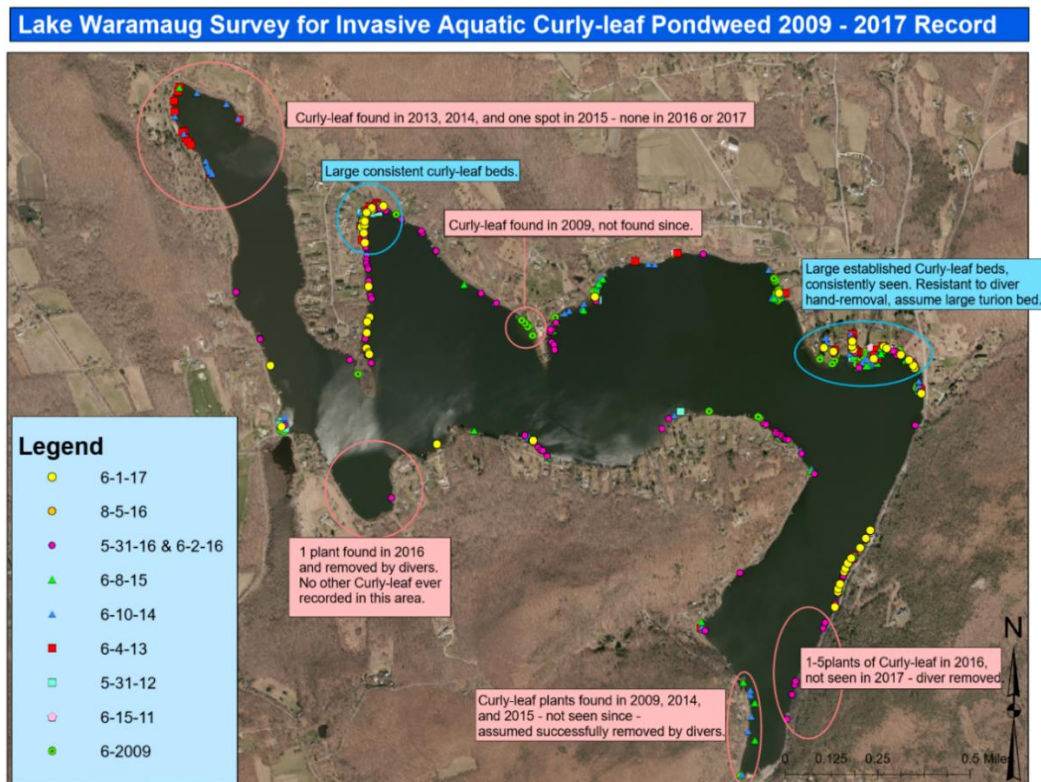 Lake Waramaug Survey for Invasive Aquatic Curly-leaf Pondweed 2009 - 2017 Record
Curly-leaf found in 2013, 2014, and one spot in 2015 - none in 2016 or 2017
Large consistent curly-leaf beds.
Curly-leaf found in 2009, not found since.
Large established Curly-leaf beds,
consistently seen. Resistant to diver
hand-removal, assume large turion bed.
Legend
6-1-17
8-5-16
5-31-16 & 6-2-16
6-8-15
6-10-14
6-4-13
5-31-12
6-15-11
6-2009
1 plant found in 2016
and removed by divers.
No other Curly-leaf ever
recorded in this area.
Curly-leaf plants found in 2009, 2014,
and 2015 - not seen since -
assumed successfully removed by divers.
1-5plants of Curly-leaf in 2016,
not seen in 2017 - diver removed.
N
0 0.125 0.25 0.5 Miles